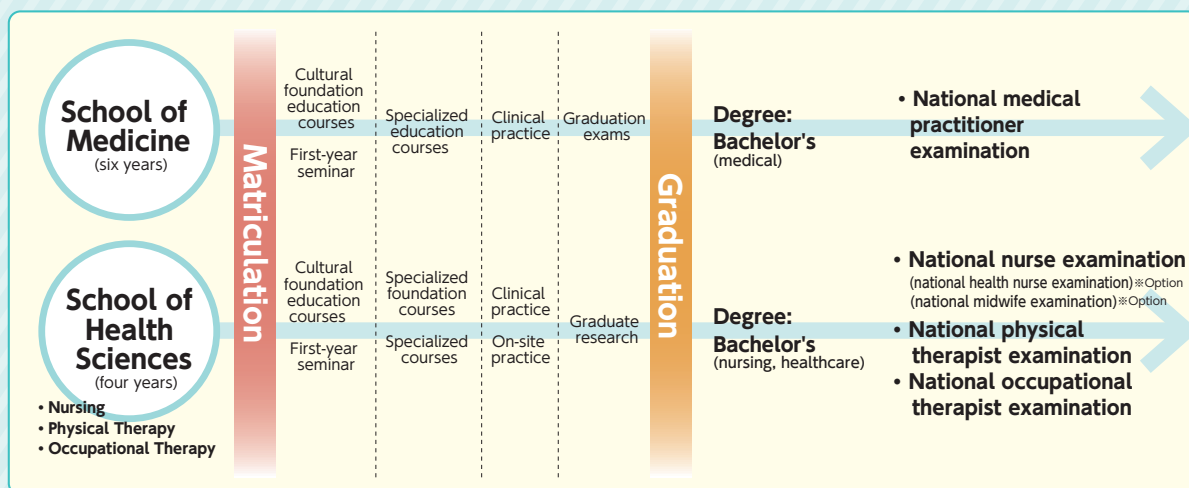 School of
Medicine
(six years)
Matriculation
Cultural
foundation
education
courses
First-year
seminar
Specialized
education
courses
Clinical
practice
Graduation
exams
Graduation
Degree:
Bachelor's
(medical)
• National medical
practitioner
examination
School of
Health
Sciences
(four years)
• Nursing
• Physical Therapy
• Occupational Therapy
Cultural
foundation
education
courses
First-year
seminar
Specialized
foundation
courses
Specialized
courses
Clinical
practice
On-site
practice
Graduate
research
Degree:
Bachelor's
(nursing, healthcare)
• National nurse examination
(national health nurse examination)※Option
(national midwife examination)※Option
• National physical
therapist examination
• National occupational
therapist examination